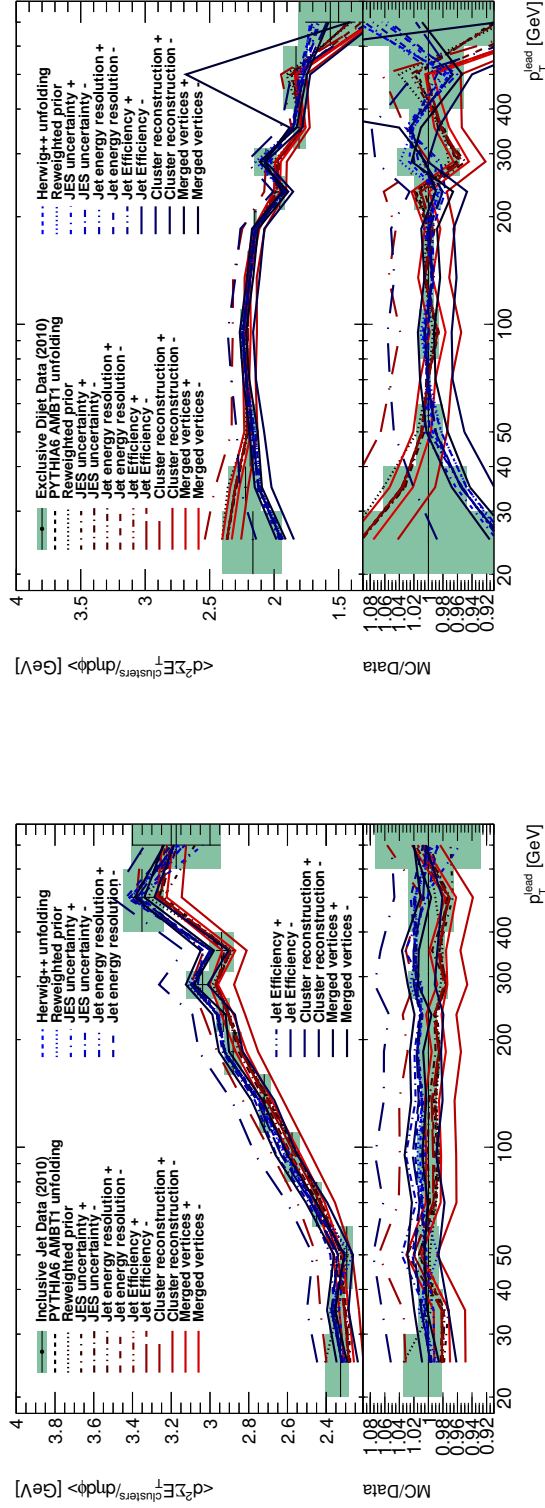 <d²ΣE_T^clusters/dηdϕ> [GeV]
4
3.8
3.6
3.4
3.2
3
2.8
2.6
2.4
Inclusive Jet Data (2010)
PYTHIA6 AMBT1 unfolding
Reweighted prior
JES uncertainty +
JES uncertainty -
Jet energy resolution +
Jet energy resolution -
Jet Efficiency +
Jet Efficiency -
Cluster reconstruction +
Cluster reconstruction -
Merged vertices +
Merged vertices -
Herwig++ unfolding
Reweighted prior
JES uncertainty +
JES uncertainty -
Jet energy resolution +
Jet energy resolution -
Jet Efficiency +
Jet Efficiency -
Cluster reconstruction +
Cluster reconstruction -
Merged vertices +
Merged vertices -
MC/Data
1.08
1.06
1.04
1.02
1
0.98
0.96
0.94
0.92
20 30 40 50 100 200 300 400
p_T^lead [GeV]
<d²ΣE_T^clusters/dηdϕ> [GeV]
4
3.5
3
2.5
2
1.5
Exclusive Dijet Data (2010)
PYTHIA6 AMBT1 unfolding
Reweighted prior
JES uncertainty +
JES uncertainty -
Jet energy resolution +
Jet energy resolution -
Jet Efficiency +
Jet Efficiency -
Cluster reconstruction +
Cluster reconstruction -
Merged vertices +
Merged vertices -
Herwig++ unfolding
Reweighted prior
JES uncertainty +
JES uncertainty -
Jet energy resolution +
Jet energy resolution -
Jet Efficiency +
Jet Efficiency -
Cluster reconstruction +
Cluster reconstruction -
Merged vertices +
Merged vertices -
MC/Data
1.08
1.06
1.04
1.02
1
0.98
0.96
0.94
0.92
20 30 40 50 100 200 300 400
p_T^lead [GeV]